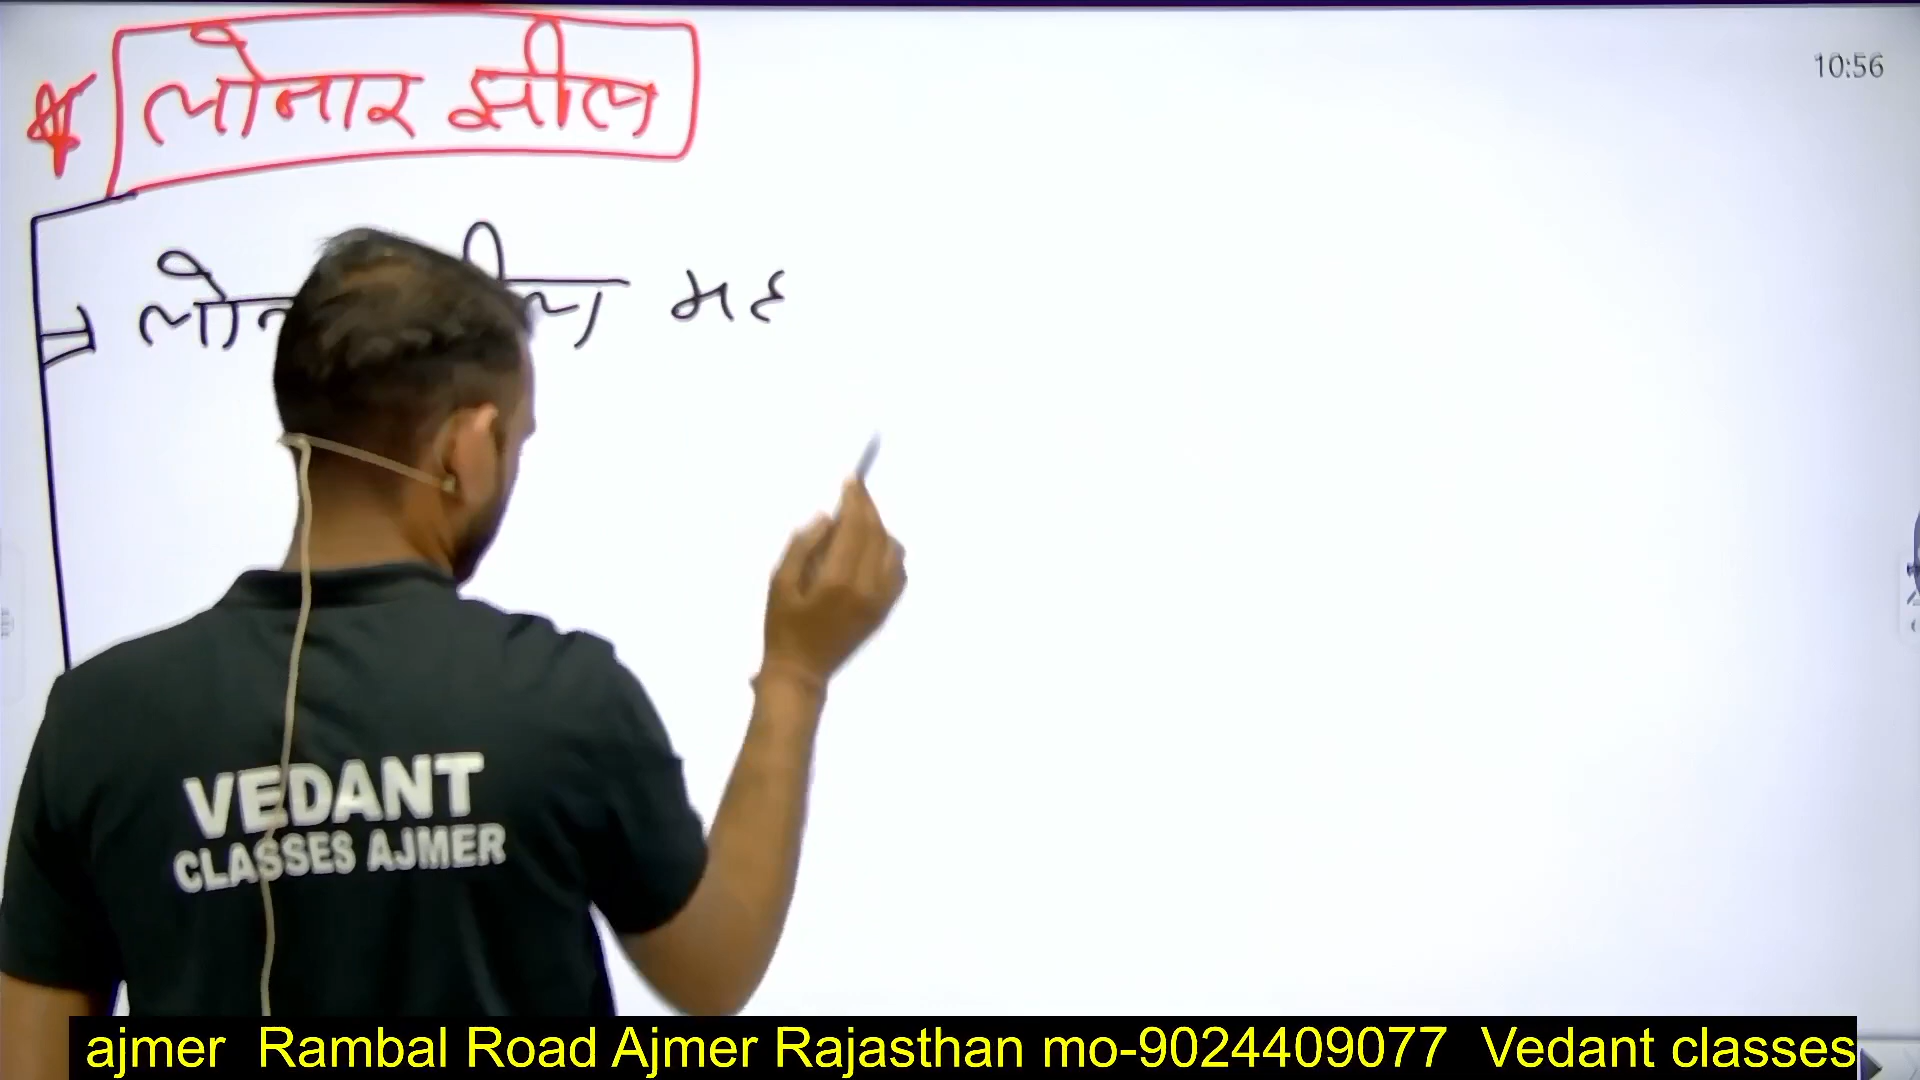 लोनार झील
10:56
मह
VEDANT
CLASSES AJMER
ajmer Rambal Road Ajmer Rajasthan mo-9024409077 Vedant classes